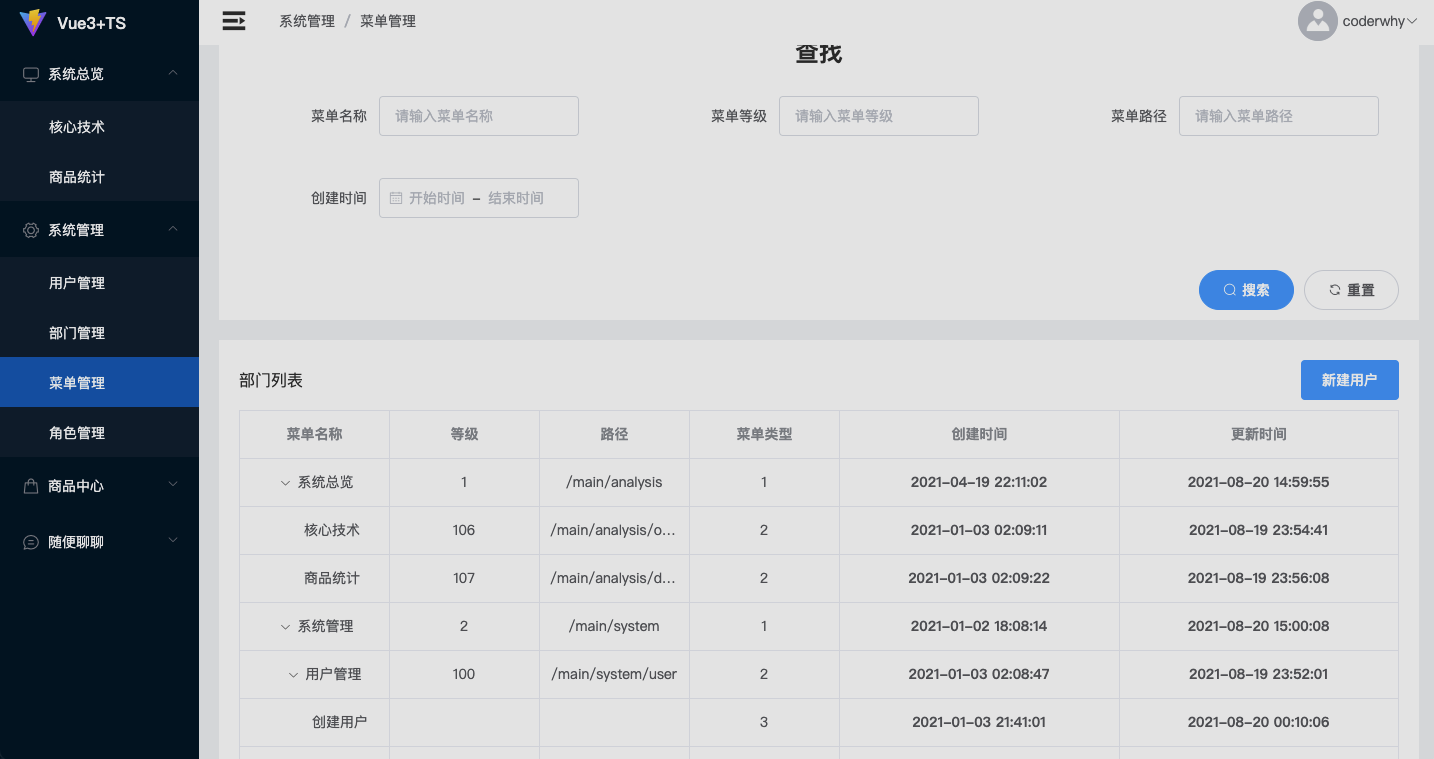 Vue3+TS
系统管理 / 菜单管理
coderwhy
系统总览
核心技术
商品统计
系统管理
用户管理
部门管理
菜单管理
角色管理
商品中心
随便聊聊
查找
菜单名称 请输入菜单名称 菜单等级 请输入菜单等级 菜单路径 请输入菜单路径
创建时间 开始时间 - 结束时间
搜索 重置
部门列表 新建用户
菜单名称 等级 路径 菜单类型 创建时间 更新时间
系统总览 1 /main/analysis 1 2021-04-19 22:11:02 2021-08-20 14:59:55
核心技术 106 /main/analysis/o... 2 2021-01-03 02:09:11 2021-08-19 23:54:41
商品统计 107 /main/analysis/d... 2 2021-01-03 02:09:22 2021-08-19 23:56:08
系统管理 2 /main/system 1 2021-01-02 18:08:14 2021-08-20 15:00:08
用户管理 100 /main/system/user 2 2021-01-03 02:08:47 2021-08-19 23:52:01
创建用户 3 2021-01-03 21:41:01 2021-08-20 00:10:06